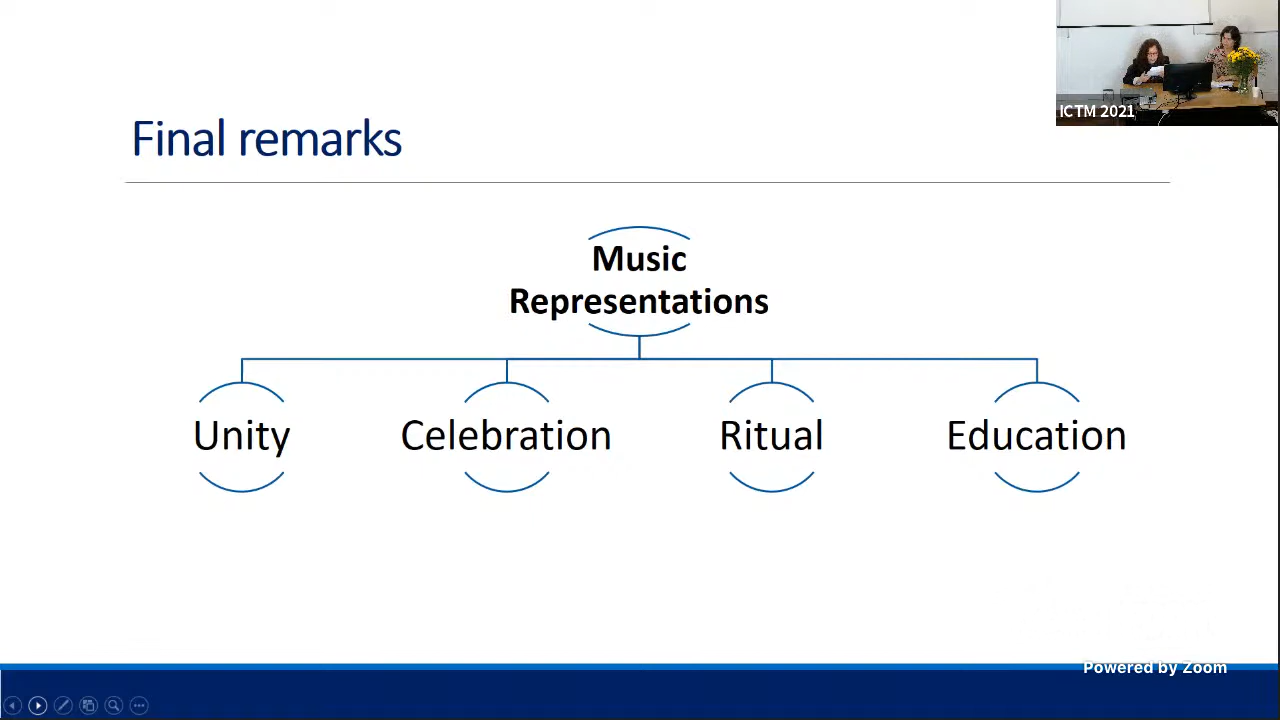 ICTM 2021
Final remarks
Music
Representations
Unity
Celebration
Ritual
Education
Powered by Zoom